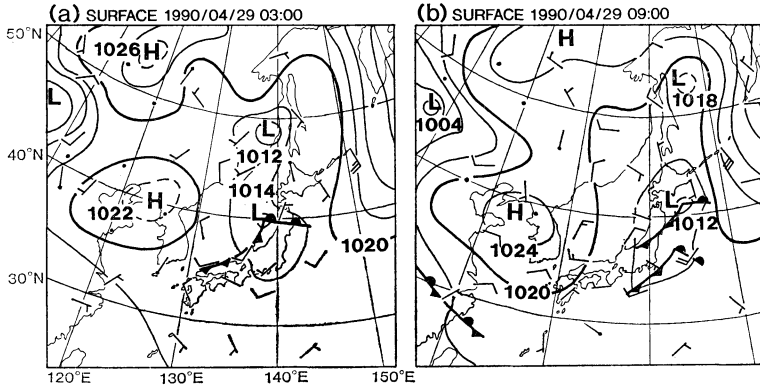 (a) SURFACE 1990/04/29 03:00
50°N
1026 H
L
L
1012
40°N
1014
1022 H
L
1020
30°N
120°E 130°E 140°E 150°E
(b) SURFACE 1990/04/29 09:00
H
L
1018
L
1004
L
H
1012
1024
1020